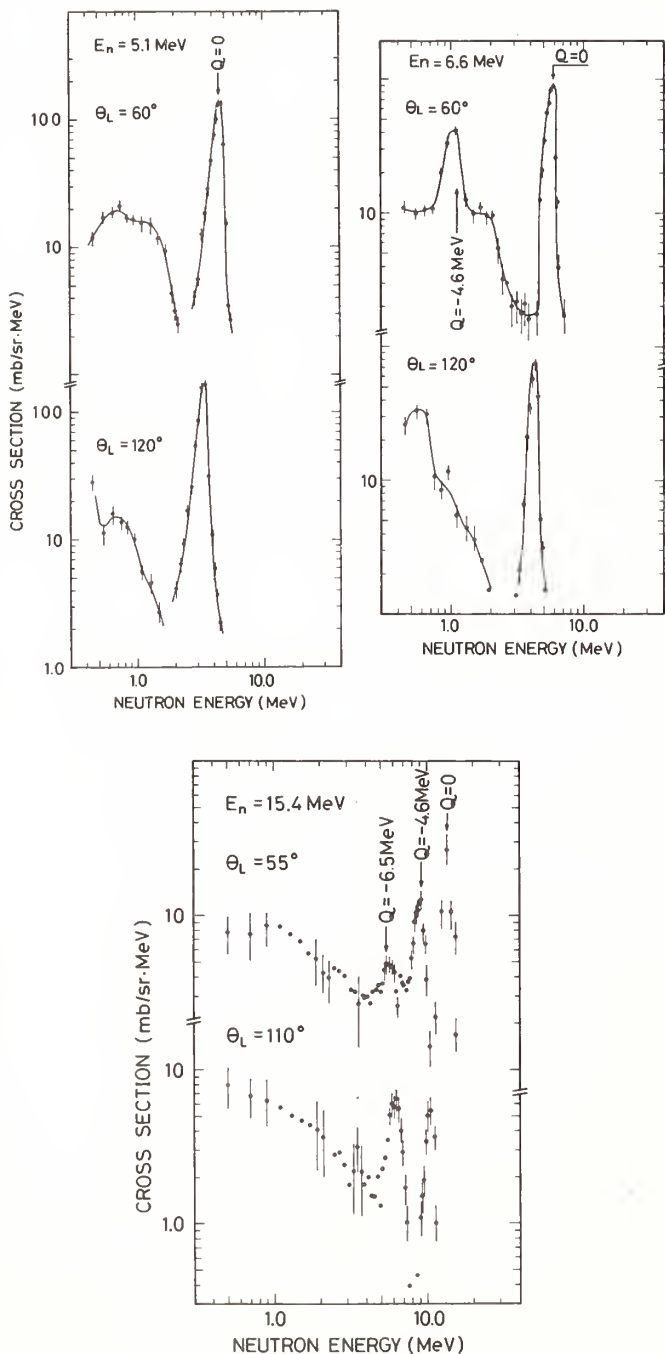 Eₙ = 5.1 MeV
Q=0
θL = 60°
100
10
θL = 120°
100
10
1.0
1.0
10.0
NEUTRON ENERGY (MeV)
CROSS SECTION (mb/sr·MeV)
En = 6.6 MeV
Q=0
θL = 60°
10
Q=-4.6 MeV
θL = 120°
10
1.0
10.0
NEUTRON ENERGY (MeV)
Eₙ = 15.4 MeV
Q=0
Q=-4.6MeV
Q=-6.5MeV
θL = 55°
10
θL = 110°
10
1.0
1.0
10.0
NEUTRON ENERGY (MeV)
CROSS SECTION (mb/sr·MeV)